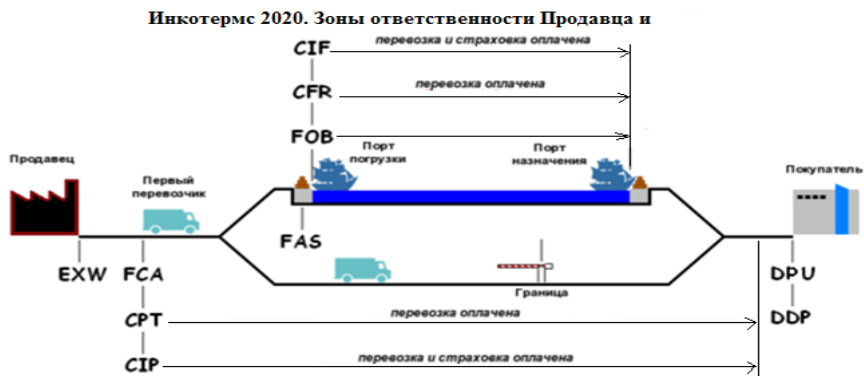 Инкотермс 2020. Зоны ответственности Продавца и
CIF
перевозка и страховка оплачена
CFR
перевозка оплачена
FOB
Продавец
Первый
перевозчик
Порт
погрузки
Порт
назначения
Покупатель
EXW
FCA
FAS
Граница
DPU
CPT
перевозка оплачена
DDP
CIP
перевозка и страховка оплачена